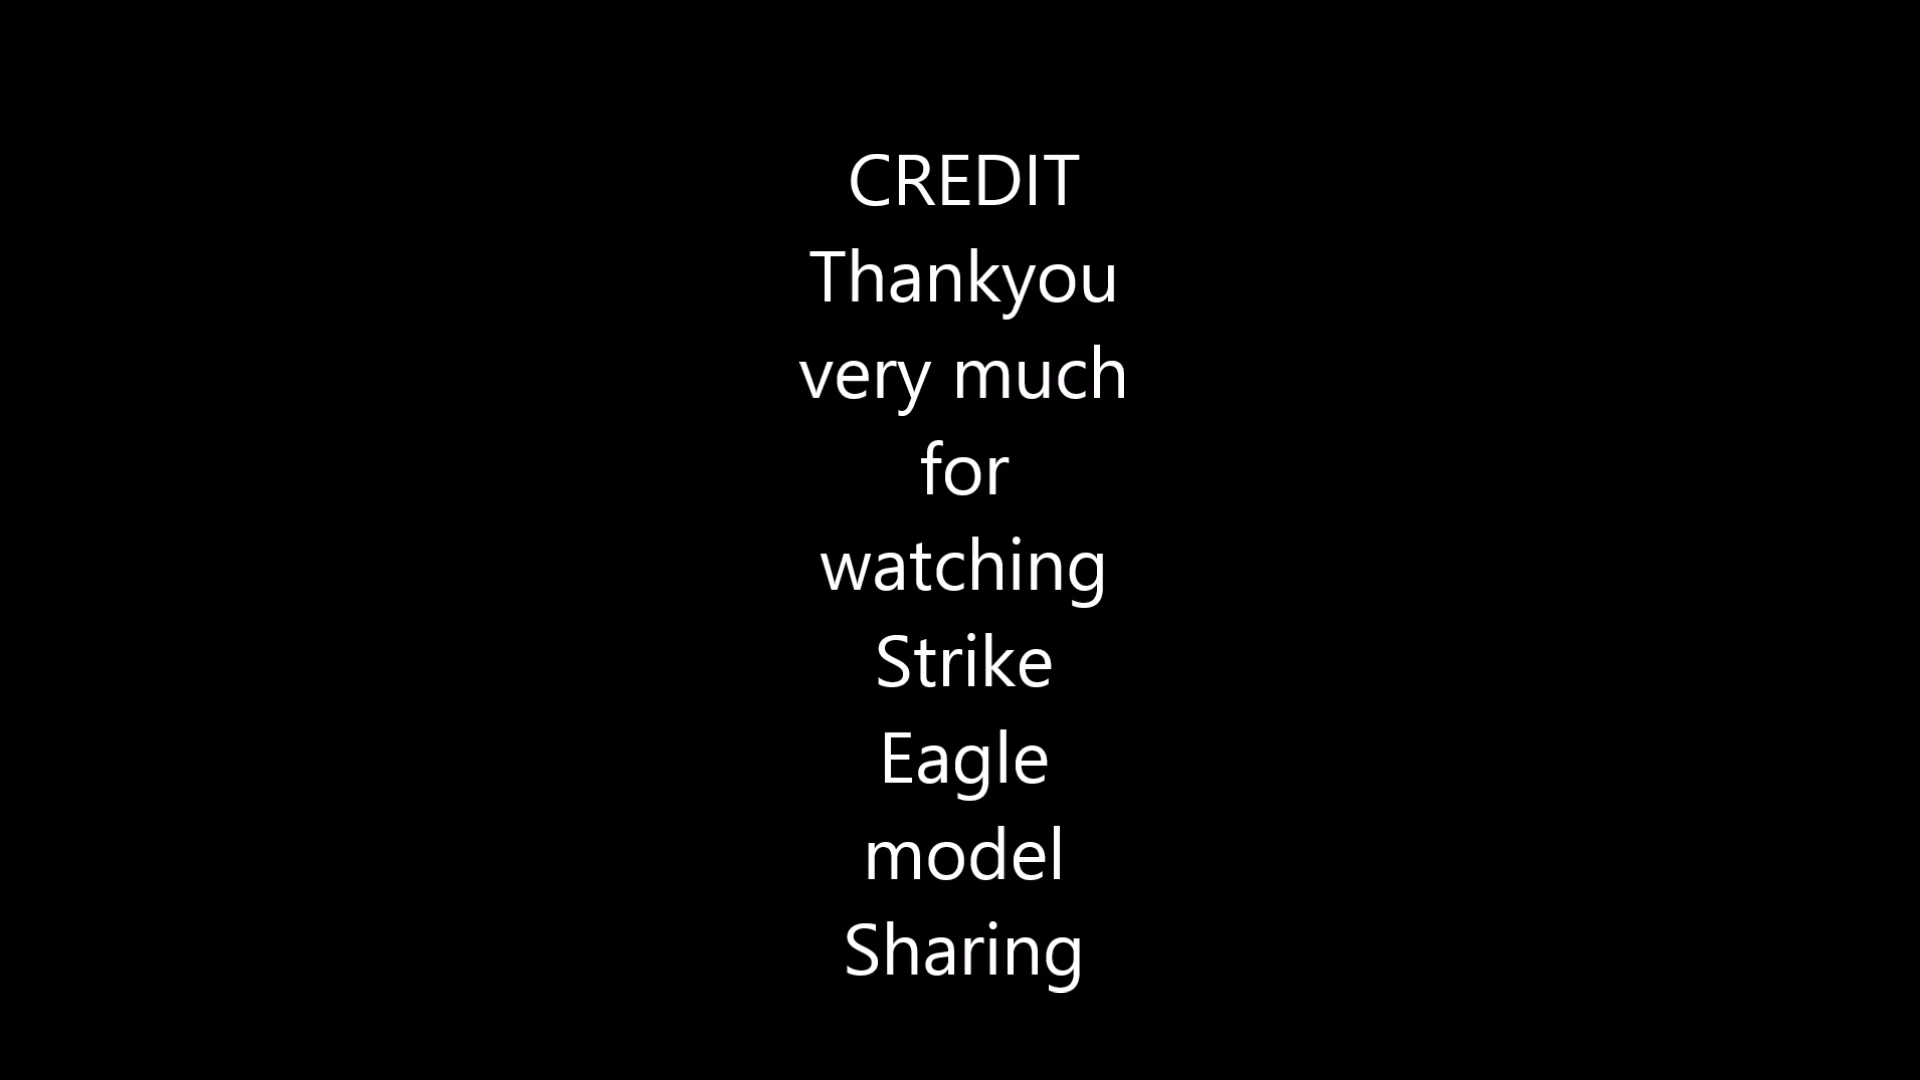 CREDIT
Thankyou
very much
for
watching
Strike
Eagle
model
Sharing